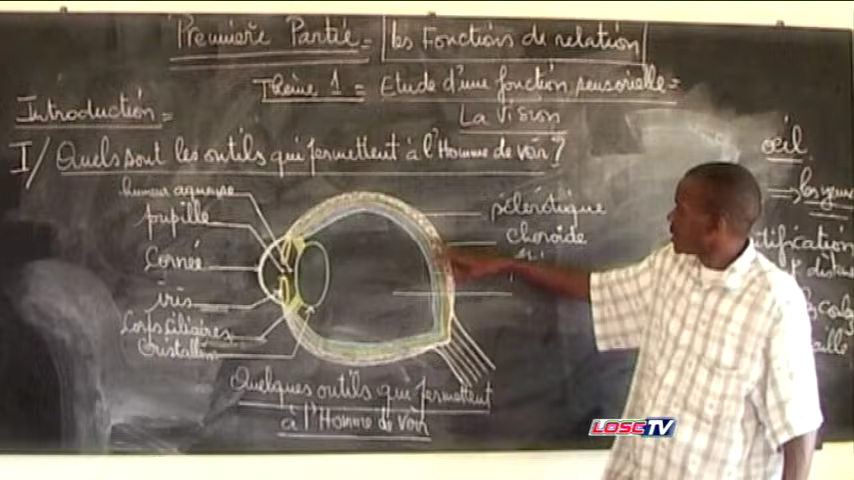 Première Partie = les Fonctions de relation
Thème 1 = Etude d'une fonction sensorielle =
La Vision
Introduction =
I/ Quels sont les outils qui permettent à l'Homme de voir ?
humeur aqueuse
pupille
Cornée
iris
Corps Ciliaires
Cristallin
sclérotique
choroïde
Quelques outils qui permettent
à l'Homme de voir
oeil
les yeux
LOSC TV